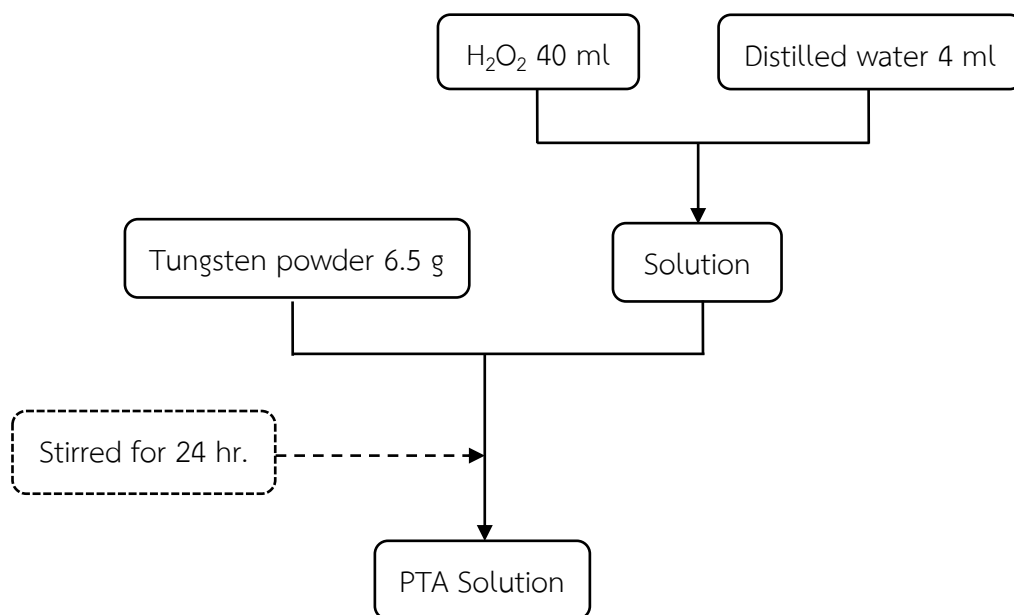 H₂O₂ 40 ml
Distilled water 4 ml
Tungsten powder 6.5 g
Solution
Stirred for 24 hr.
PTA Solution